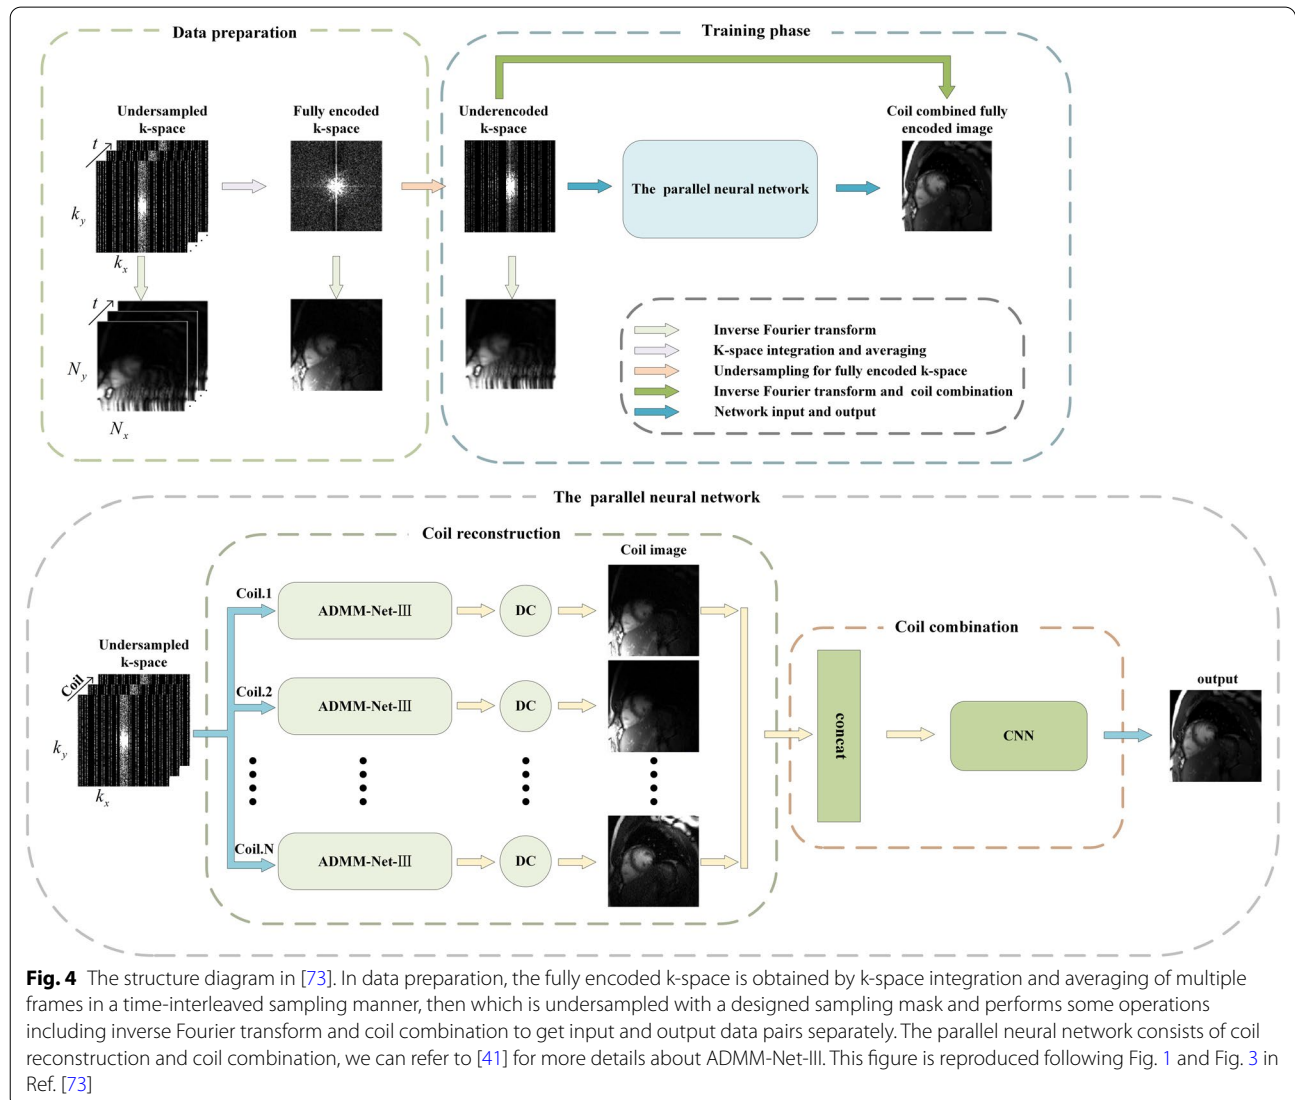 Data preparation
Training phase
Undersampled
k-space
Fully encoded
k-space
Underencoded
k-space
Coil combined fully
encoded image
t
k_y
k_x
The parallel neural network
t
N_y
N_x
Inverse Fourier transform
K-space integration and averaging
Undersampling for fully encoded k-space
Inverse Fourier transform and coil combination
Network input and output
The parallel neural network
Coil reconstruction
Coil image
Coil.1
ADMM-Net-III
DC
Undersampled
k-space
Coil
k_y
k_x
Coil.2
ADMM-Net-III
DC
Coil.N
ADMM-Net-III
DC
Coil combination
concat
CNN
output
Fig. 4 The structure diagram in [73]. In data preparation, the fully encoded k-space is obtained by k-space integration and averaging of multiple
frames in a time-interleaved sampling manner, then which is undersampled with a designed sampling mask and performs some operations
including inverse Fourier transform and coil combination to get input and output data pairs separately. The parallel neural network consists of coil
reconstruction and coil combination, we can refer to [41] for more details about ADMM-Net-III. This figure is reproduced following Fig. 1 and Fig. 3 in
Ref. [73]